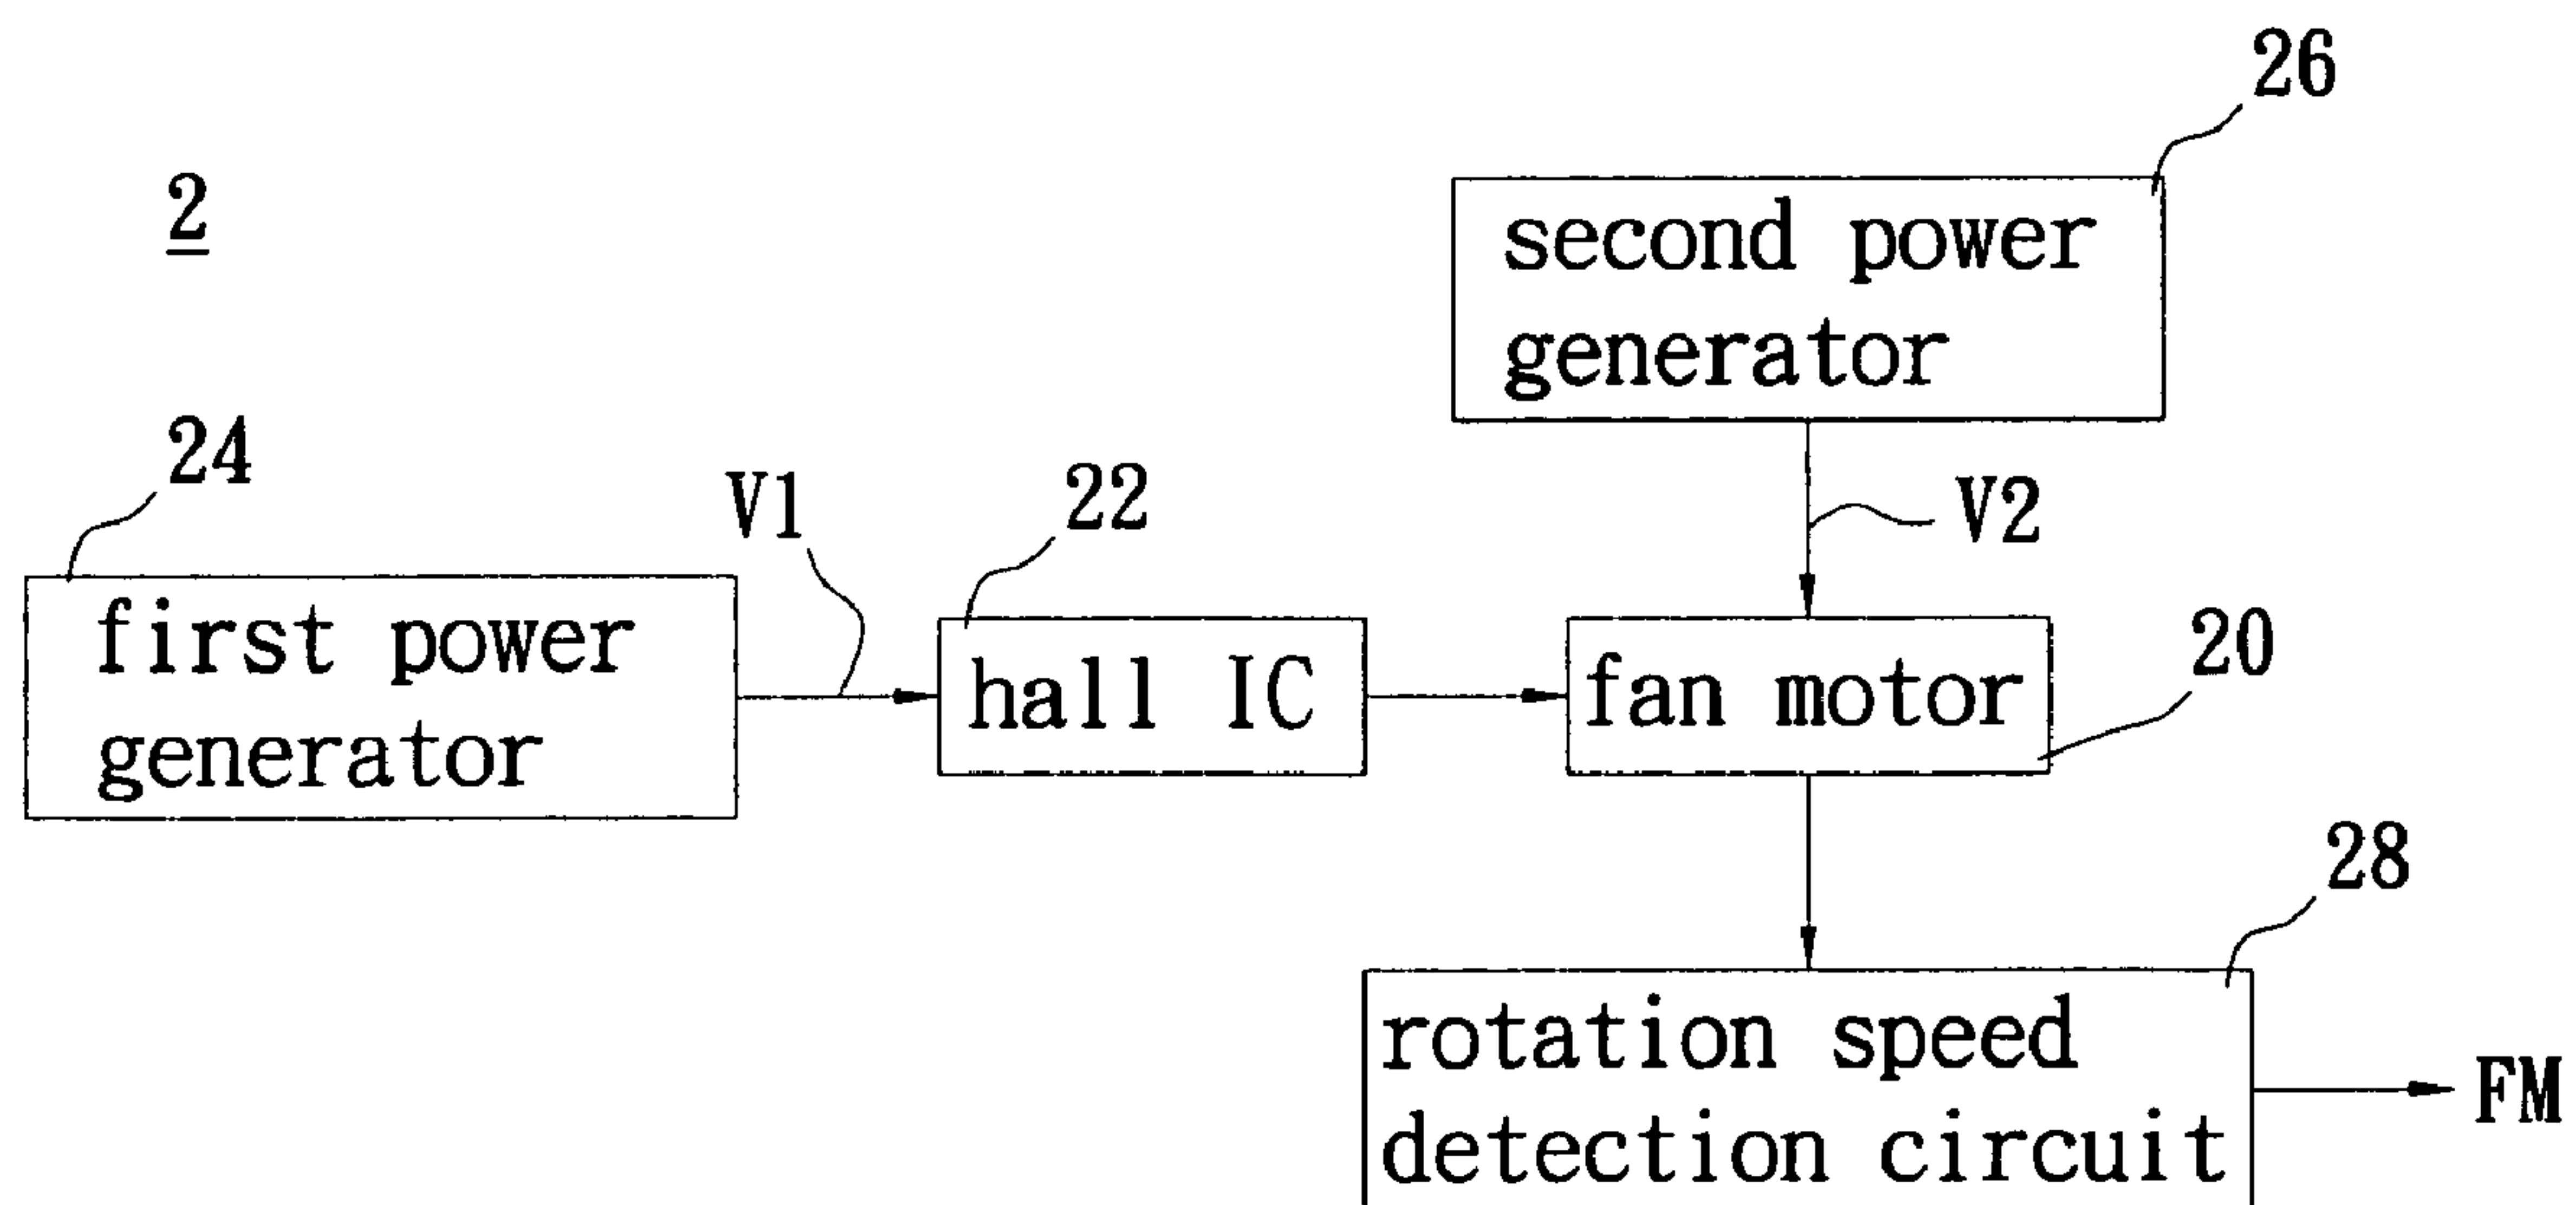 26
2
second power
generator
24
V1
22
V2
first power
generator
hall IC
fan motor
20
28
rotation speed
detection circuit
FM